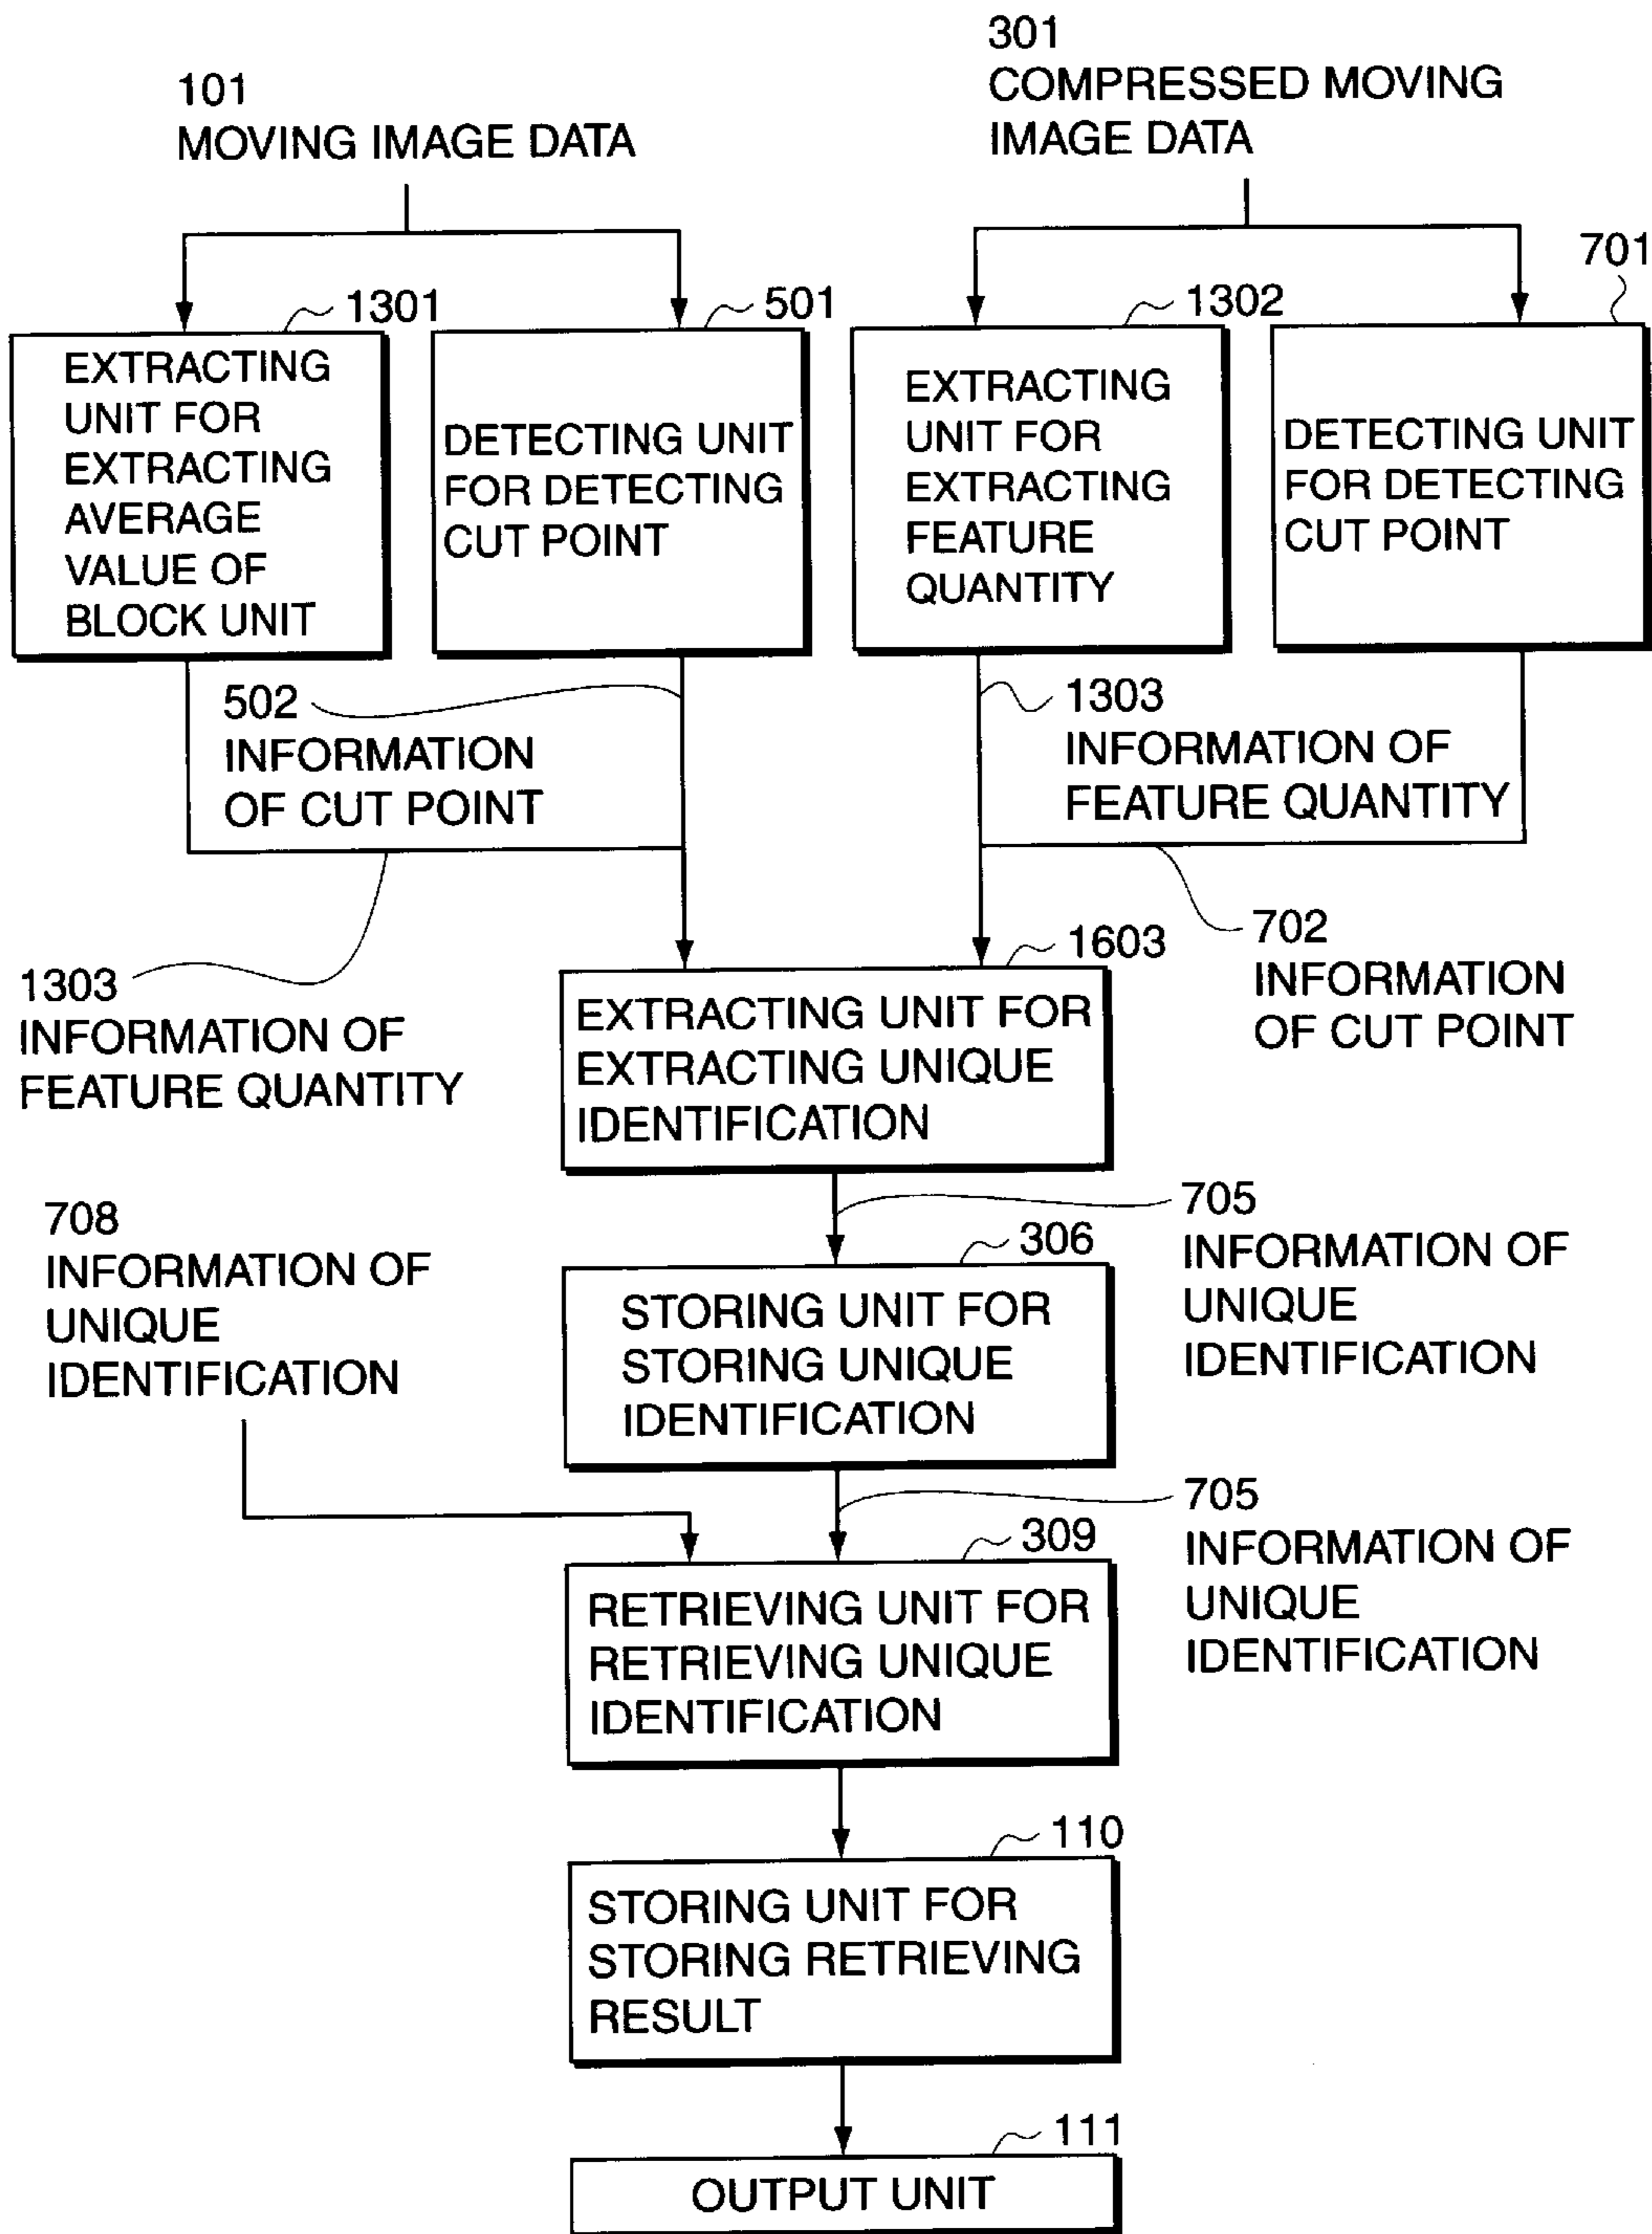 101
MOVING IMAGE DATA
301
COMPRESSED MOVING
IMAGE DATA
1301
EXTRACTING
UNIT FOR
EXTRACTING
AVERAGE
VALUE OF
BLOCK UNIT
501
DETECTING UNIT
FOR DETECTING
CUT POINT
1302
EXTRACTING
UNIT FOR
EXTRACTING
FEATURE
QUANTITY
701
DETECTING UNIT
FOR DETECTING
CUT POINT
502
INFORMATION
OF CUT POINT
1303
INFORMATION OF
FEATURE QUANTITY
1303
INFORMATION OF
FEATURE QUANTITY
702
INFORMATION
OF CUT POINT
1603
EXTRACTING UNIT FOR
EXTRACTING UNIQUE
IDENTIFICATION
705
INFORMATION OF
UNIQUE
IDENTIFICATION
708
INFORMATION OF
UNIQUE
IDENTIFICATION
306
STORING UNIT FOR
STORING UNIQUE
IDENTIFICATION
705
INFORMATION OF
UNIQUE
IDENTIFICATION
309
RETRIEVING UNIT FOR
RETRIEVING UNIQUE
IDENTIFICATION
110
STORING UNIT FOR
STORING RETRIEVING
RESULT
111
OUTPUT UNIT